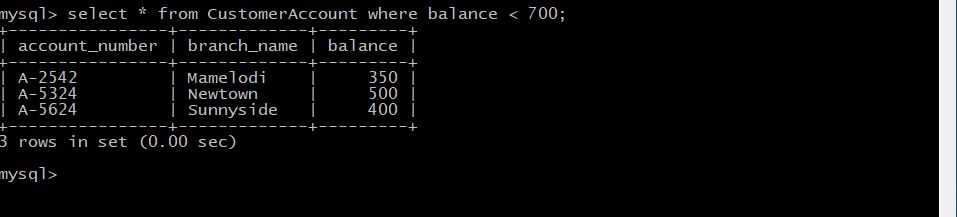 mysql> select * from CustomerAccount where balance < 700;
+----------------+-------------+---------+
| account_number | branch_name | balance |
+----------------+-------------+---------+
| A-2542         | Mamelodi    |     350 |
| A-5324         | Newtown     |     500 |
| A-5624         | Sunnyside   |     400 |
+----------------+-------------+---------+
3 rows in set (0.00 sec)
mysql>